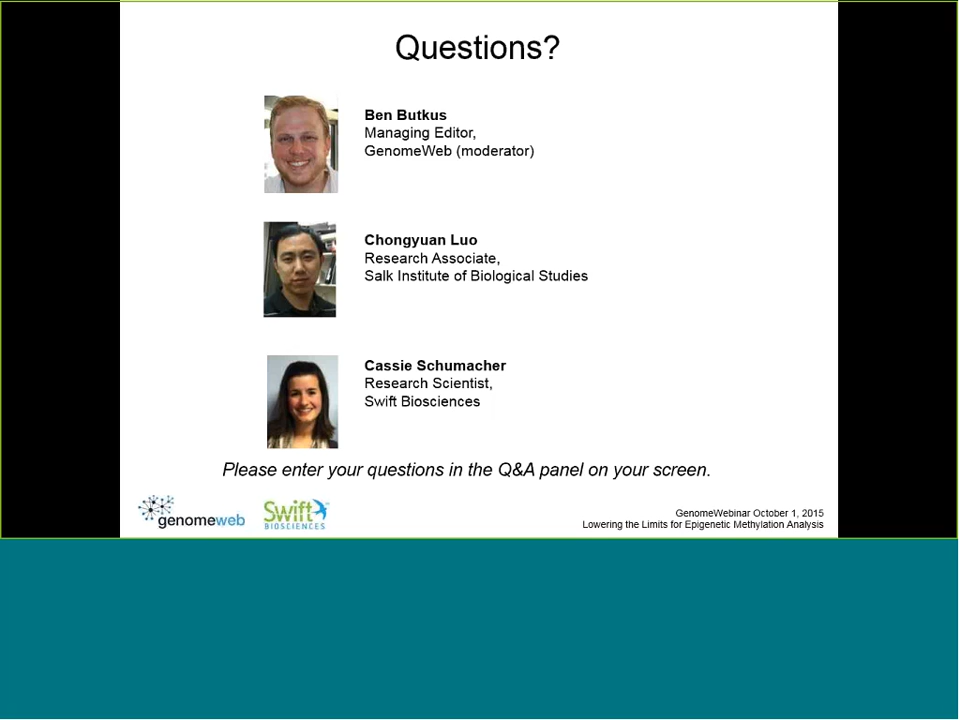 Questions?
Ben Butkus
Managing Editor,
GenomeWeb (moderator)
Chongyuan Luo
Research Associate,
Salk Institute of Biological Studies
Cassie Schumacher
Research Scientist,
Swift Biosciences
Please enter your questions in the Q&A panel on your screen.
genomeweb
Swift
BIOSCIENCES
GenomeWebinar October 1, 2015
Lowering the Limits for Epigenetic Methylation Analysis